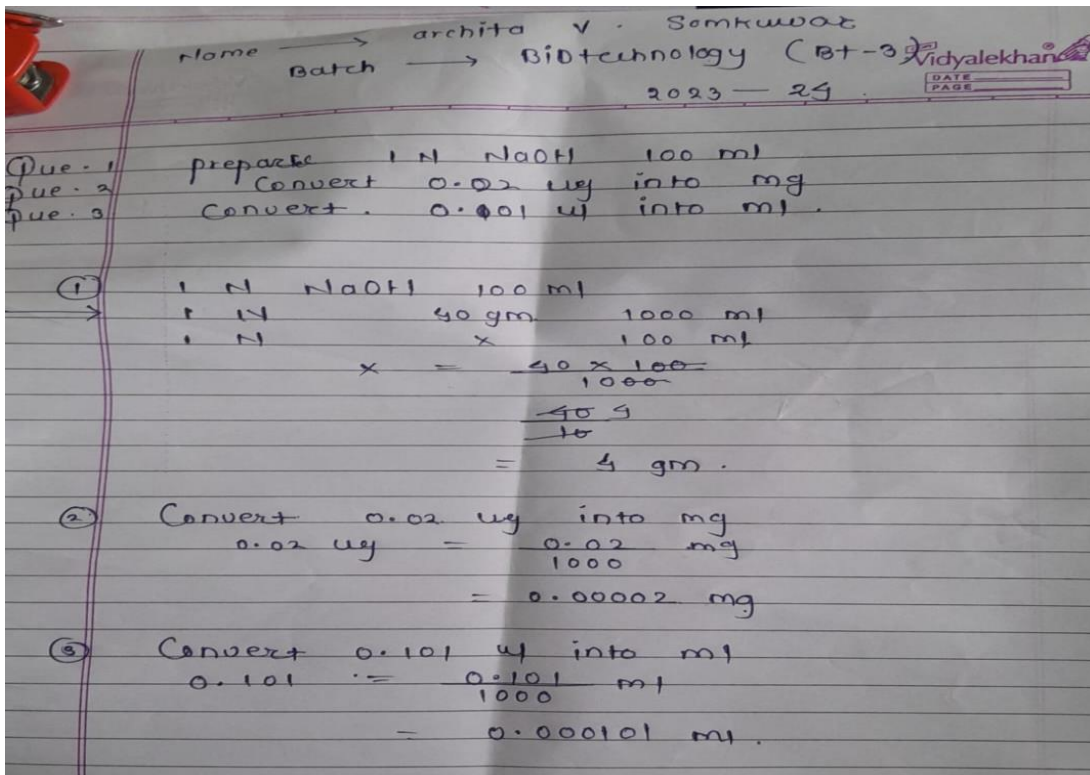 Name → archita V. Somkuwar
Batch → BiOtechnology (Bt-3)
Vidyalekhan®
2023 — 24
DATE
PAGE
Que. 1 prepare 1 N NaOH 100 ml
Que. 2 Convert 0.02 ug into mg
Que. 3 Convert. 0.101 ul into ml.
① 1 N NaOH 100 ml
→ 1 N 40 gm 1000 ml
1 N x 100 ml
x = 40 x 100
1000
40 4
10
= 4 gm.
② Convert 0.02 ug into mg
0.02 ug = 0.02 mg
1000
= 0.00002 mg
③ Convert 0.101 ul into ml
0.101 = 0.101 ml
1000
= 0.000101 ml.